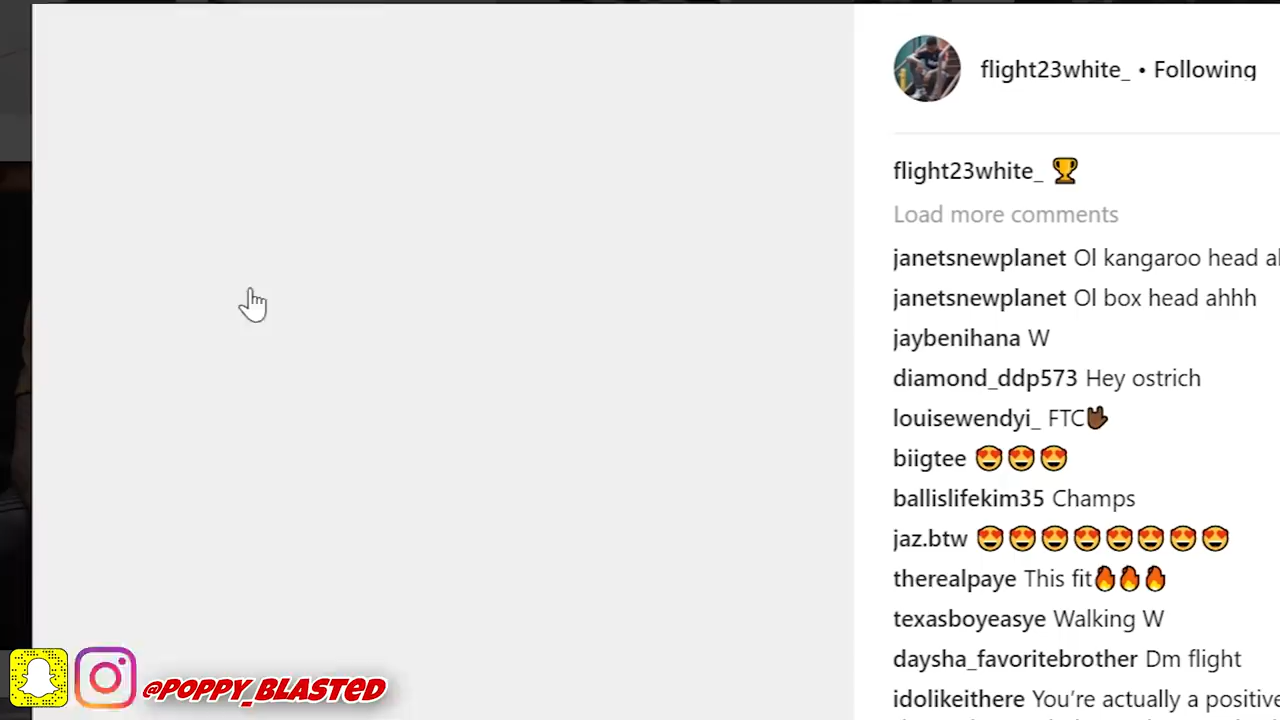 flight23white_ • Following
flight23white_ 🏆
Load more comments
janetsnewplanet Ol kangaroo head
janetsnewplanet Ol box head ahhh
jaybenihana W
diamond_ddp573 Hey ostrich
louisewendyi_ FTC🤟🏾
biigtee 😍😍😍
ballislifekim35 Champs
jaz.btw 😍😍😍😍😍😍😍😍
therealpaye This fit🔥🔥🔥
texasboyeasye Walking W
daysha_favoritebrother Dm flight
idolikeithere You’re actually a positive
@POPPY_BLASTED